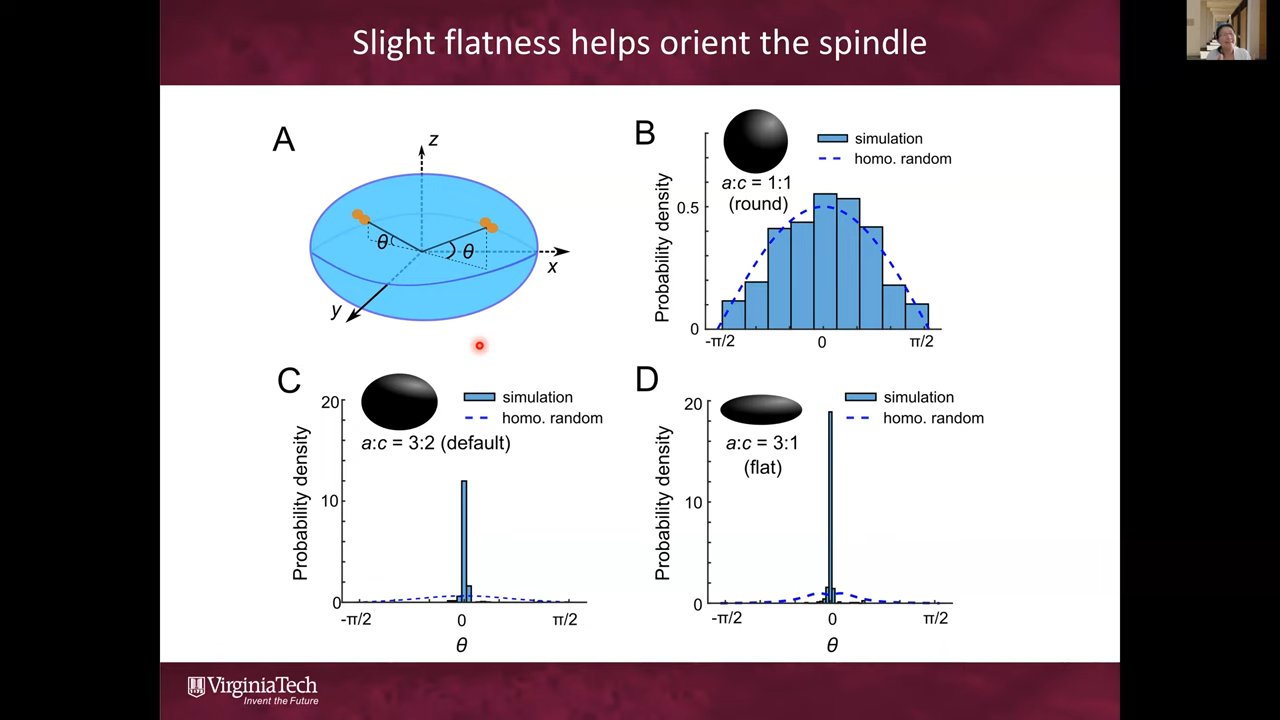 Slight flatness helps orient the spindle
A
z
θ
θ
x
y
B
a:c = 1:1
(round)
simulation
homo. random
Probability density
0.5
0
-π/2
0
π/2
C
a:c = 3:2 (default)
simulation
homo. random
Probability density
20
10
0
-π/2
0
π/2
θ
D
a:c = 3:1
(flat)
simulation
homo. random
Probability density
20
10
0
-π/2
0
π/2
θ
VirginiaTech
Invent the Future